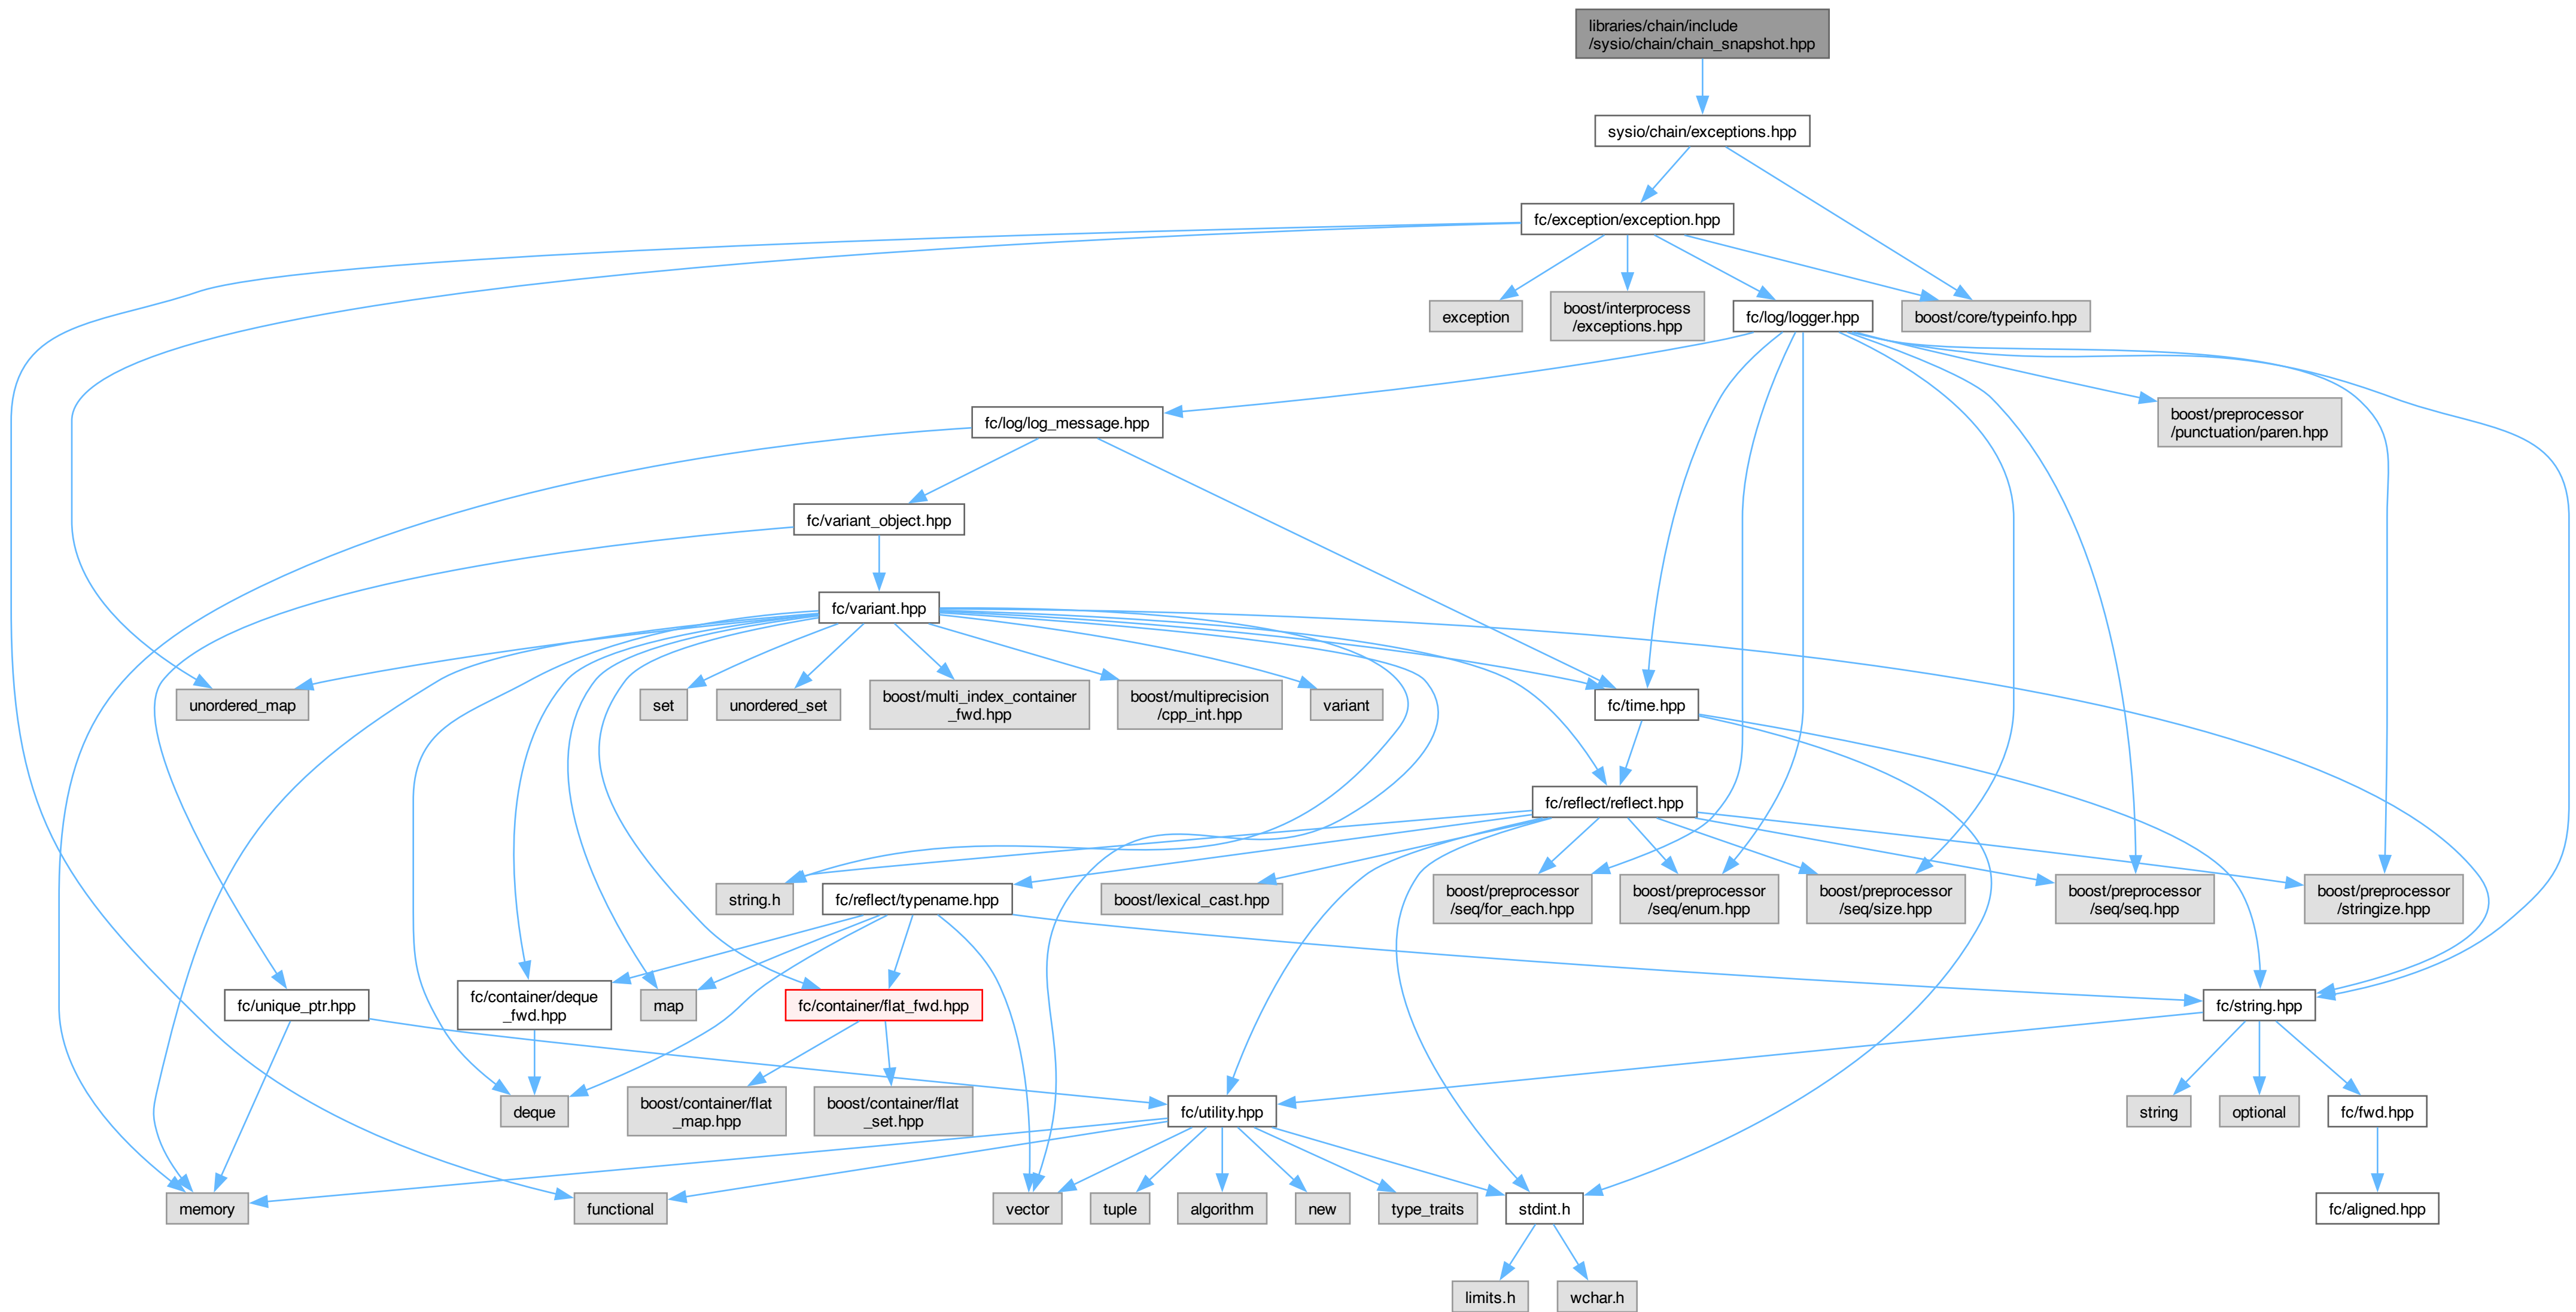 libraries/chain/include
/sysio/chain/chain_snapshot.hpp
sysio/chain/exceptions.hpp
fc/exception/exception.hpp
exception
boost/interprocess
/exceptions.hpp
fc/log/logger.hpp
boost/core/typeinfo.hpp
fc/log/log_message.hpp
boost/preprocessor
/punctuation/paren.hpp
fc/variant_object.hpp
fc/variant.hpp
unordered_map
set
unordered_set
boost/multi_index_container
_fwd.hpp
boost/multiprecision
/cpp_int.hpp
variant
fc/time.hpp
fc/reflect/reflect.hpp
string.h
fc/reflect/typename.hpp
boost/lexical_cast.hpp
boost/preprocessor
/seq/for_each.hpp
boost/preprocessor
/seq/enum.hpp
boost/preprocessor
/seq/size.hpp
boost/preprocessor
/seq/seq.hpp
boost/preprocessor
/stringize.hpp
fc/unique_ptr.hpp
fc/container/deque
_fwd.hpp
map
fc/container/flat_fwd.hpp
fc/string.hpp
deque
boost/container/flat
_map.hpp
boost/container/flat
_set.hpp
fc/utility.hpp
string
optional
fc/fwd.hpp
memory
functional
vector
tuple
algorithm
new
type_traits
stdint.h
fc/aligned.hpp
limits.h
wchar.h